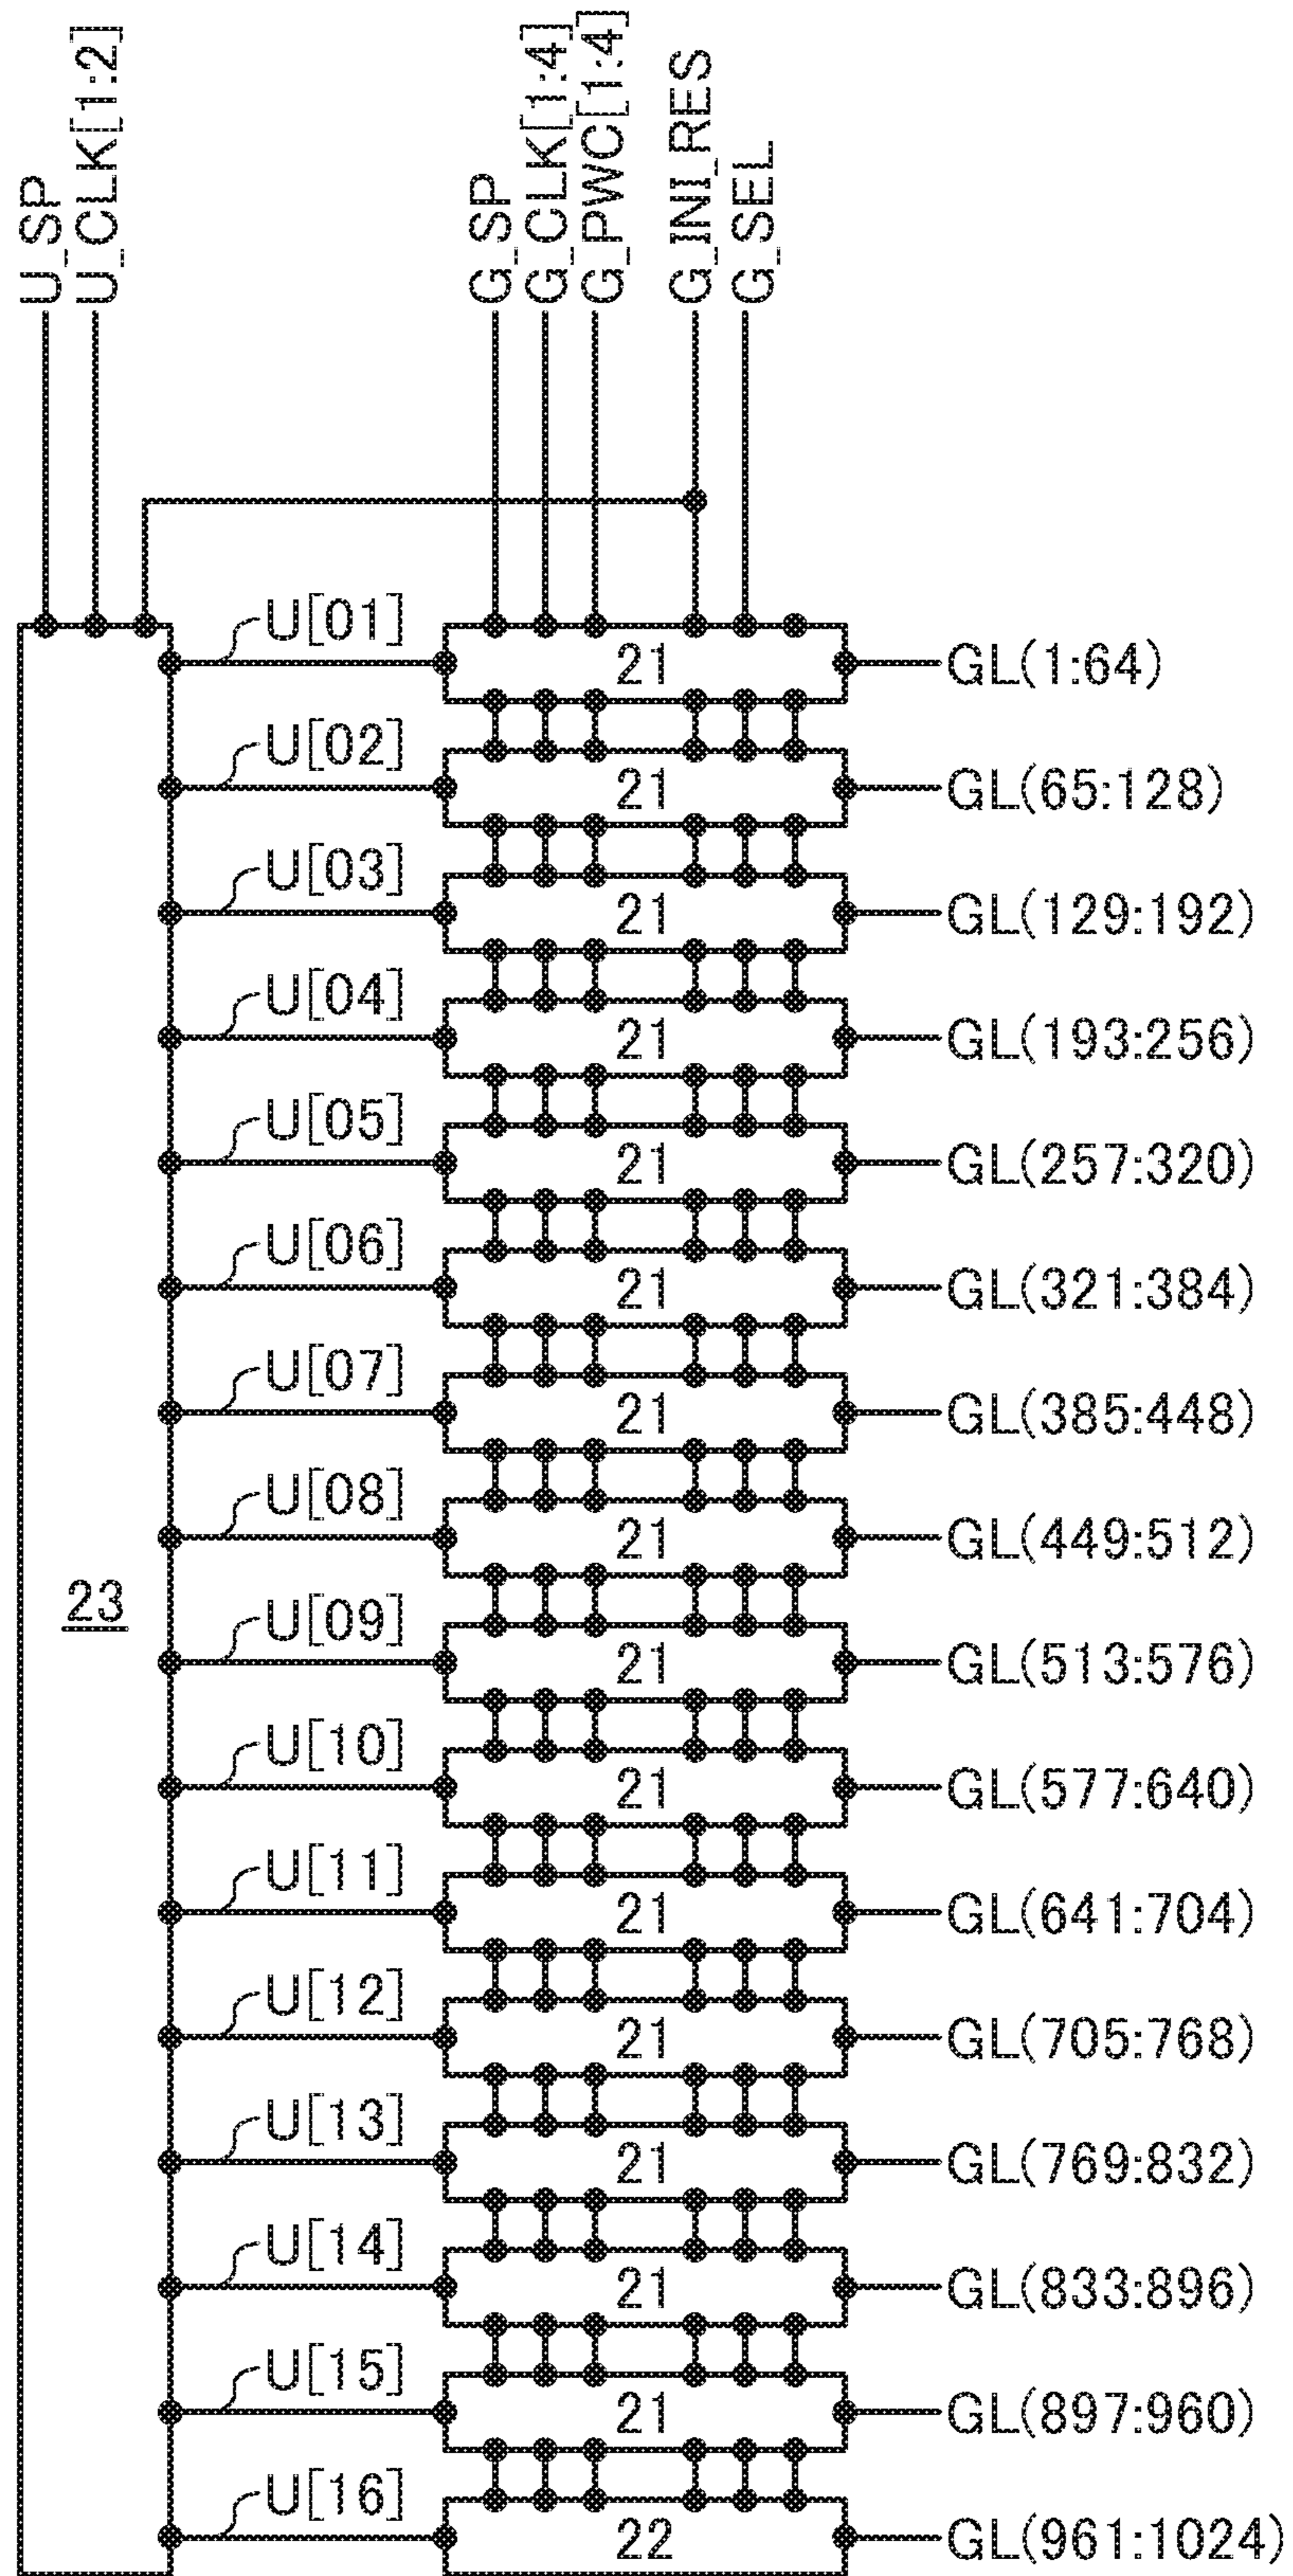 U_SP
U_CLK[1:2]
G_SP
G_CLK[1:4]
G_PWC[1:4]
G_INI_RES
G_SEL
U[01]
21
GL(1:64)
U[02]
21
GL(65:128)
U[03]
21
GL(129:192)
U[04]
21
GL(193:256)
U[05]
21
GL(257:320)
U[06]
21
GL(321:384)
U[07]
21
GL(385:448)
U[08]
21
GL(449:512)
23
U[09]
21
GL(513:576)
U[10]
21
GL(577:640)
U[11]
21
GL(641:704)
U[12]
21
GL(705:768)
U[13]
21
GL(769:832)
U[14]
21
GL(833:896)
U[15]
21
GL(897:960)
U[16]
22
GL(961:1024)